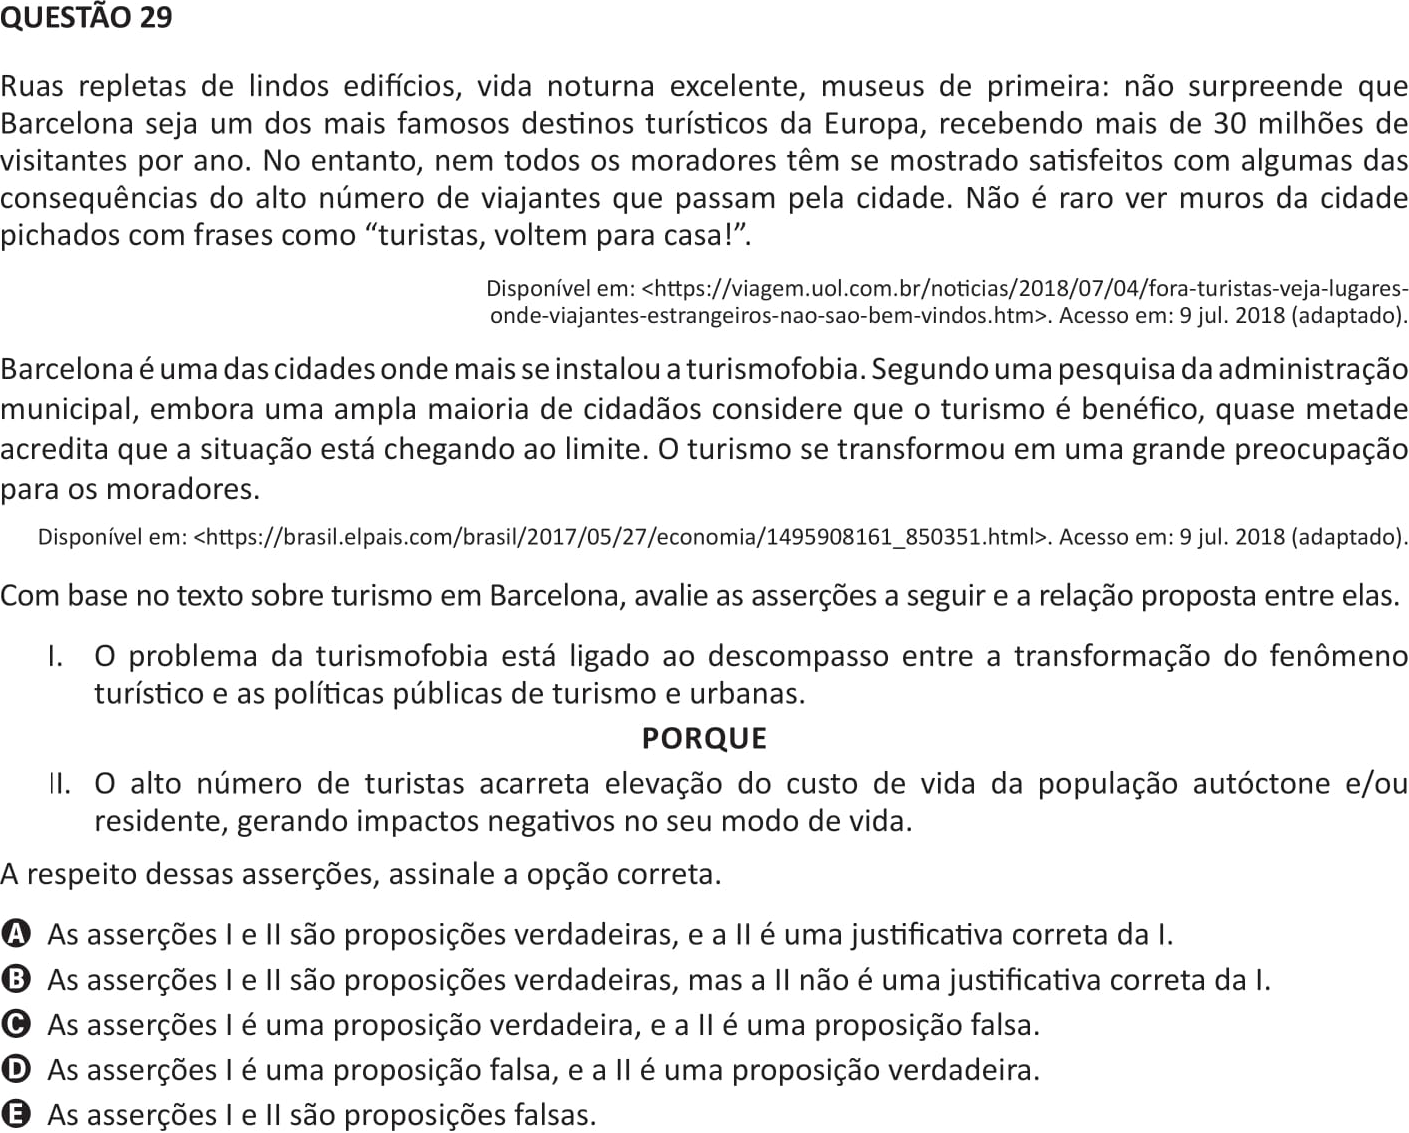 QUESTÃO 29
Ruas repletas de lindos edifícios, vida noturna excelente, museus de primeira: não surpreende que
Barcelona seja um dos mais famosos destinos turísticos da Europa, recebendo mais de 30 milhões de
visitantes por ano. No entanto, nem todos os moradores têm se mostrado satisfeitos com algumas das
consequências do alto número de viajantes que passam pela cidade. Não é raro ver muros da cidade
pichados com frases como “turistas, voltem para casa!”.
Disponível em: <https://viagem.uol.com.br/noticias/2018/07/04/fora-turistas-veja-lugares-
onde-viajantes-estrangeiros-nao-sao-bem-vindos.htm>. Acesso em: 9 jul. 2018 (adaptado).
Barcelona é uma das cidades onde mais se instalou a turismofobia. Segundo uma pesquisa da administração
municipal, embora uma ampla maioria de cidadãos considere que o turismo é benéfico, quase metade
acredita que a situação está chegando ao limite. O turismo se transformou em uma grande preocupação
para os moradores.
Disponível em: <https://brasil.elpais.com/brasil/2017/05/27/economia/1495908161_850351.html>. Acesso em: 9 jul. 2018 (adaptado).
Com base no texto sobre turismo em Barcelona, avalie as asserções a seguir e a relação proposta entre elas.
I. O problema da turismofobia está ligado ao descompasso entre a transformação do fenômeno
turístico e as políticas públicas de turismo e urbanas.
PORQUE
II. O alto número de turistas acarreta elevação do custo de vida da população autóctone e/ou
residente, gerando impactos negativos no seu modo de vida.
A respeito dessas asserções, assinale a opção correta.
A As asserções I e II são proposições verdadeiras, e a II é uma justificativa correta da I.
B As asserções I e II são proposições verdadeiras, mas a II não é uma justificativa correta da I.
C As asserções I é uma proposição verdadeira, e a II é uma proposição falsa.
D As asserções I é uma proposição falsa, e a II é uma proposição verdadeira.
E As asserções I e II são proposições falsas.